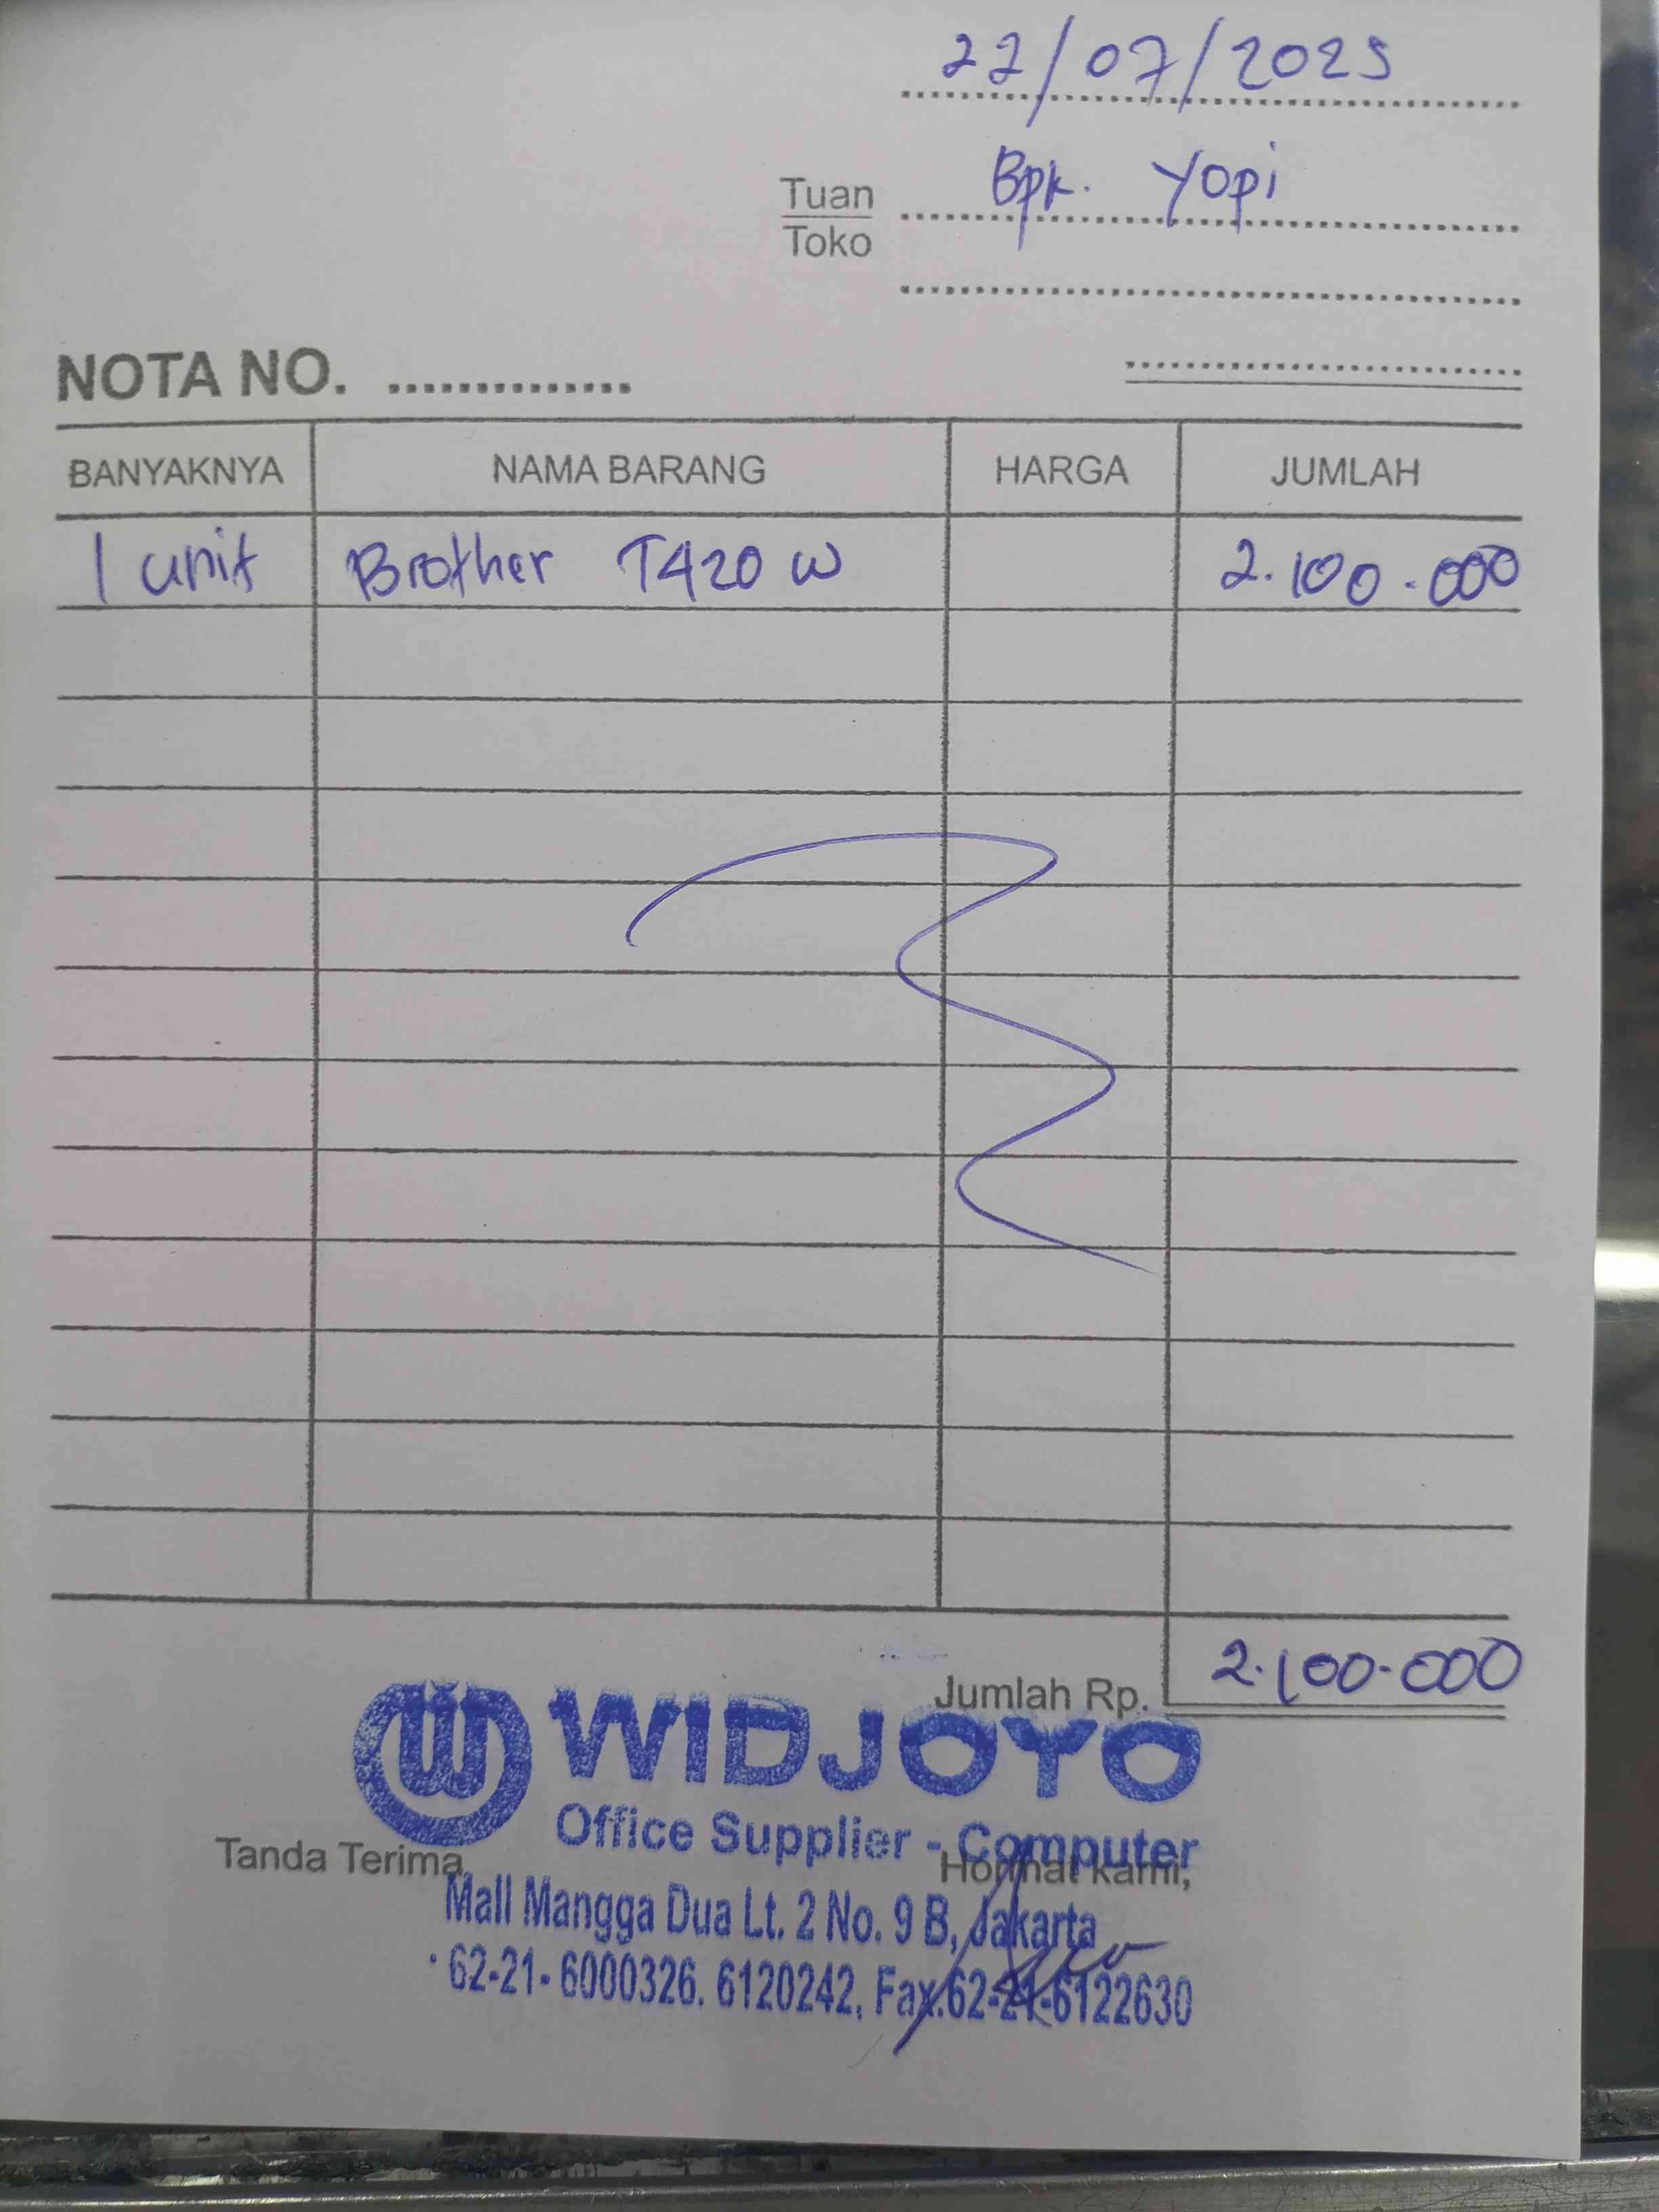 22/07/2025
Tuan Bpk. Yopi
Toko
NOTA NO. ..............
BANYAKNYA NAMA BARANG HARGA JUMLAH
1 unit Brother T420 W 2.100.000
Jumlah Rp. 2.100.000
WIDJOYO
Office Supplier - Computer
Tanda Terima, Hormat kami,
Mall Mangga Dua Lt. 2 No. 9 B, Jakarta
62-21- 6000326. 6120242, Fax.62-21-6122630